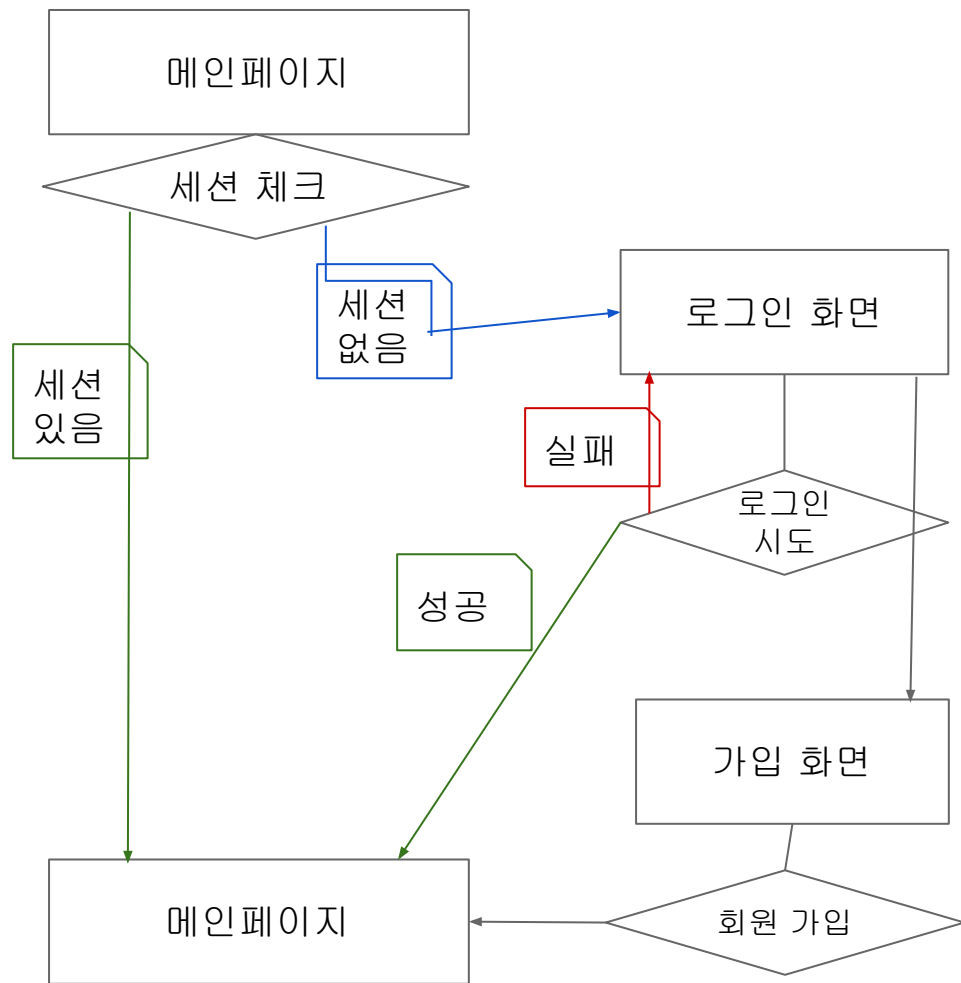 메인페이지
세션 체크
세션
없음
로그인 화면
세션
있음
실패
로그인
시도
성공
가입 화면
메인페이지
회원 가입